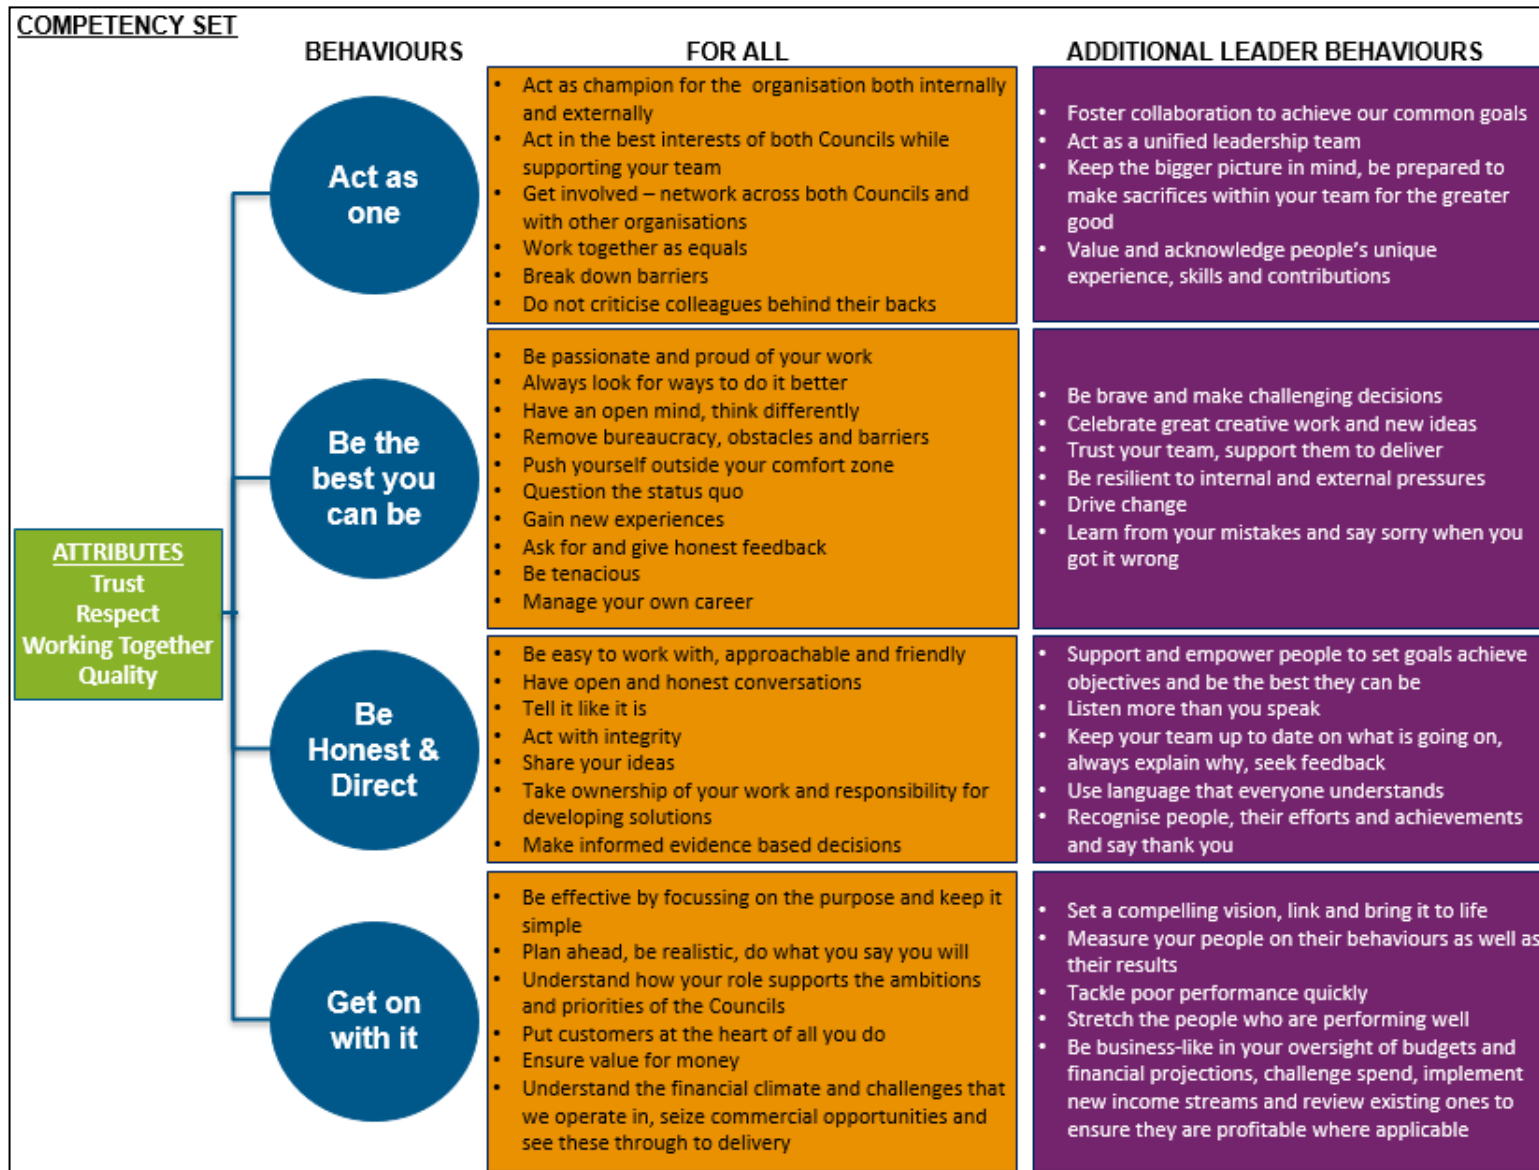 COMPETENCY SET
BEHAVIOURS
FOR ALL
ADDITIONAL LEADER BEHAVIOURS
ATTRIBUTES
Trust
Respect
Working Together
Quality
Act as
one
• Act as champion for the organisation both internally
and externally
• Act in the best interests of both Councils while
supporting your team
• Get involved – network across both Councils and
with other organisations
• Work together as equals
• Break down barriers
• Do not criticise colleagues behind their backs
• Foster collaboration to achieve our common goals
• Act as a unified leadership team
• Keep the bigger picture in mind, be prepared to
make sacrifices within your team for the greater
good
• Value and acknowledge people's unique
experience, skills and contributions
Be the
best you
can be
• Be passionate and proud of your work
• Always look for ways to do it better
• Have an open mind, think differently
• Remove bureaucracy, obstacles and barriers
• Push yourself outside your comfort zone
• Question the status quo
• Gain new experiences
• Ask for and give honest feedback
• Be tenacious
• Manage your own career
• Be brave and make challenging decisions
• Celebrate great creative work and new ideas
• Trust your team, support them to deliver
• Be resilient to internal and external pressures
• Drive change
• Learn from your mistakes and say sorry when you
got it wrong
Be
Honest &
Direct
• Be easy to work with, approachable and friendly
• Have open and honest conversations
• Tell it like it is
• Act with integrity
• Share your ideas
• Take ownership of your work and responsibility for
developing solutions
• Make informed evidence based decisions
• Support and empower people to set goals achieve
objectives and be the best they can be
• Listen more than you speak
• Keep your team up to date on what is going on,
always explain why, seek feedback
• Use language that everyone understands
• Recognise people, their efforts and achievements
and say thank you
Get on
with it
• Be effective by focussing on the purpose and keep it
simple
• Plan ahead, be realistic, do what you say you will
• Understand how your role supports the ambitions
and priorities of the Councils
• Put customers at the heart of all you do
• Ensure value for money
• Understand the financial climate and challenges that
we operate in, seize commercial opportunities and
see these through to delivery
• Set a compelling vision, link and bring it to life
• Measure your people on their behaviours as well as
their results
• Tackle poor performance quickly
• Stretch the people who are performing well
• Be business-like in your oversight of budgets and
financial projections, challenge spend, implement
new income streams and review existing ones to
ensure they are profitable where applicable